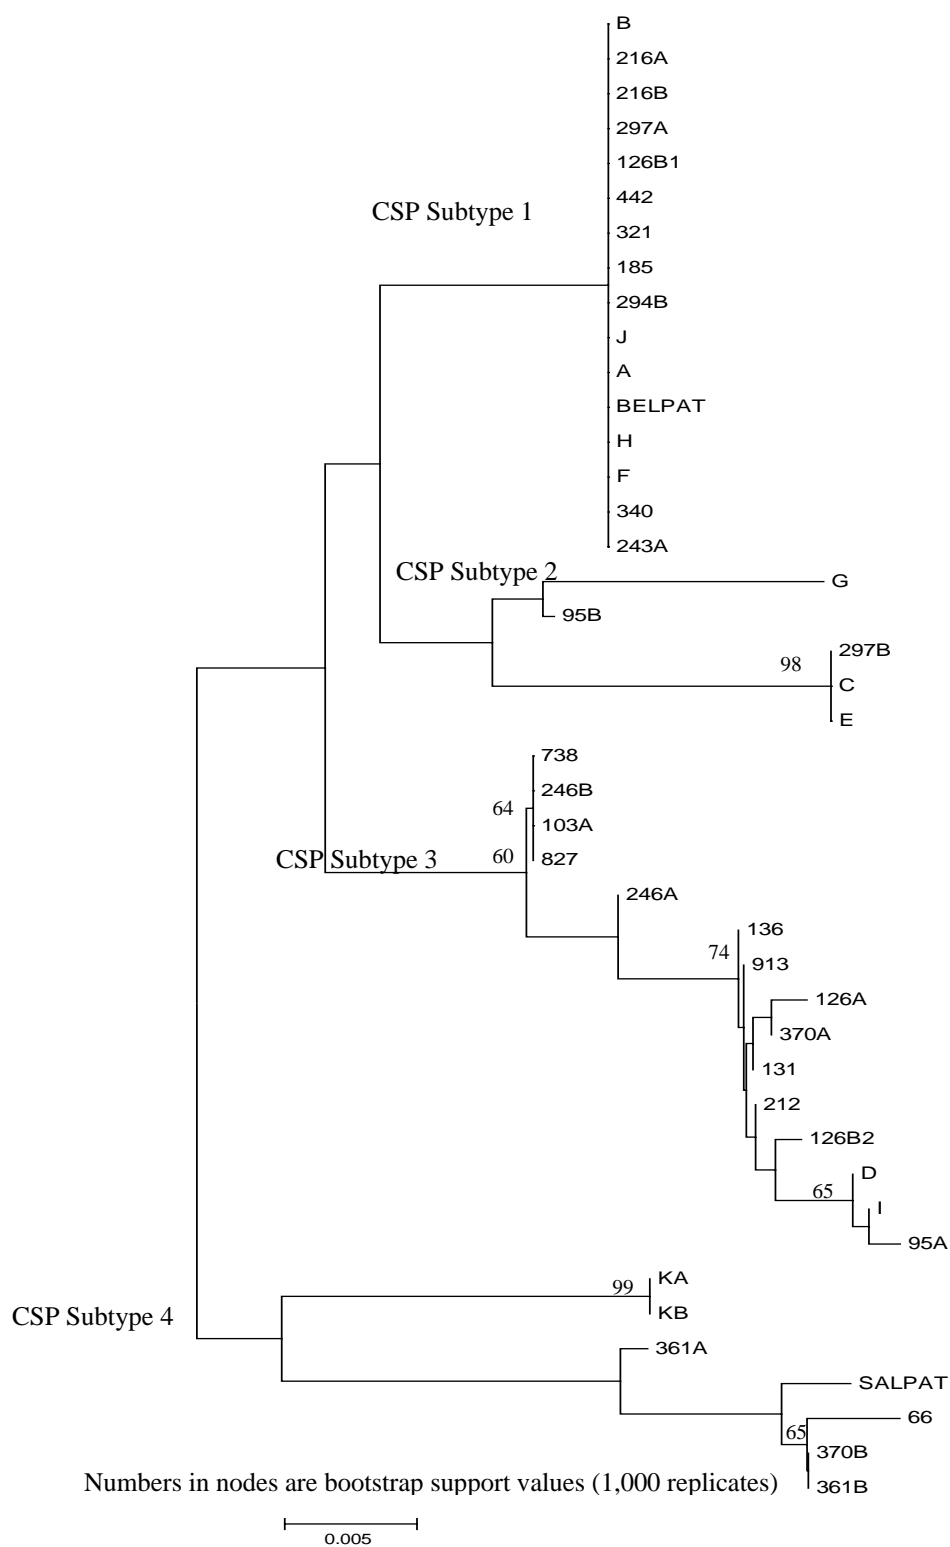 B
216A
216B
297A
126B1
442
CSP Subtype 1
321
185
294B
J
A
BELPAT
H
F
340
243A
CSP Subtype 2
G
95B
297B
98
C
E
738
246B
64
103A
60
827
CSP Subtype 3
246A
136
74
913
126A
370A
131
212
126B2
D
65
I
95A
KA
99
KB
CSP Subtype 4
361A
SALPAT
66
65
370B
361B
Numbers in nodes are bootstrap support values (1,000 replicates)
0.005